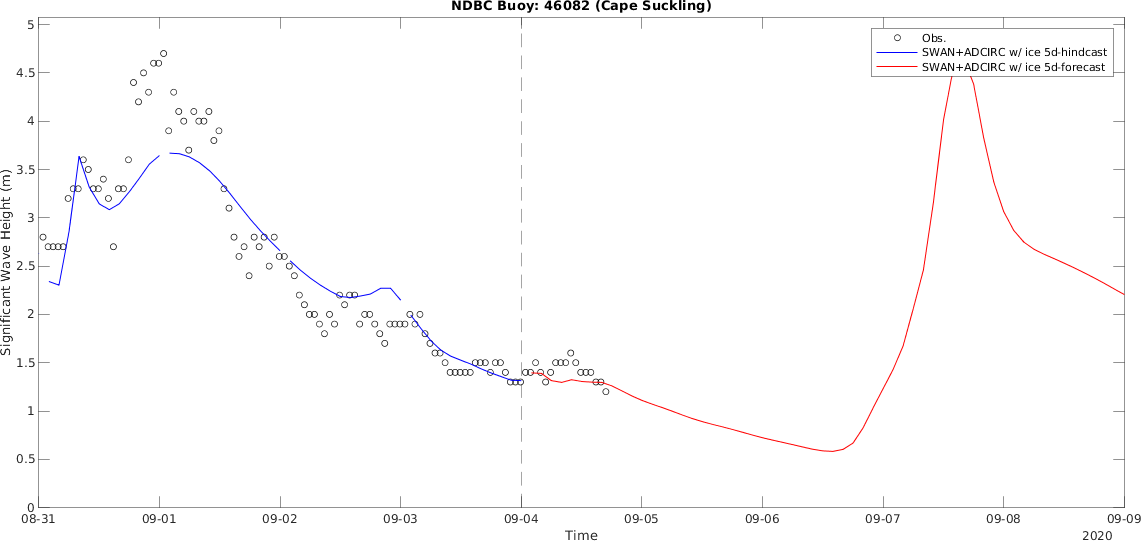 NDBC Buoy: 46082 (Cape Suckling)
5
4.5
4
3.5
3
2.5
2
1.5
1
0.5
0
Significant Wave Height (m)
Obs.
SWAN+ADCIRC w/ ice 5d-hindcast
SWAN+ADCIRC w/ ice 5d-forecast
08-31 09-01 09-02 09-03 09-04 09-05 09-06 09-07 09-08 09-09
Time
2020